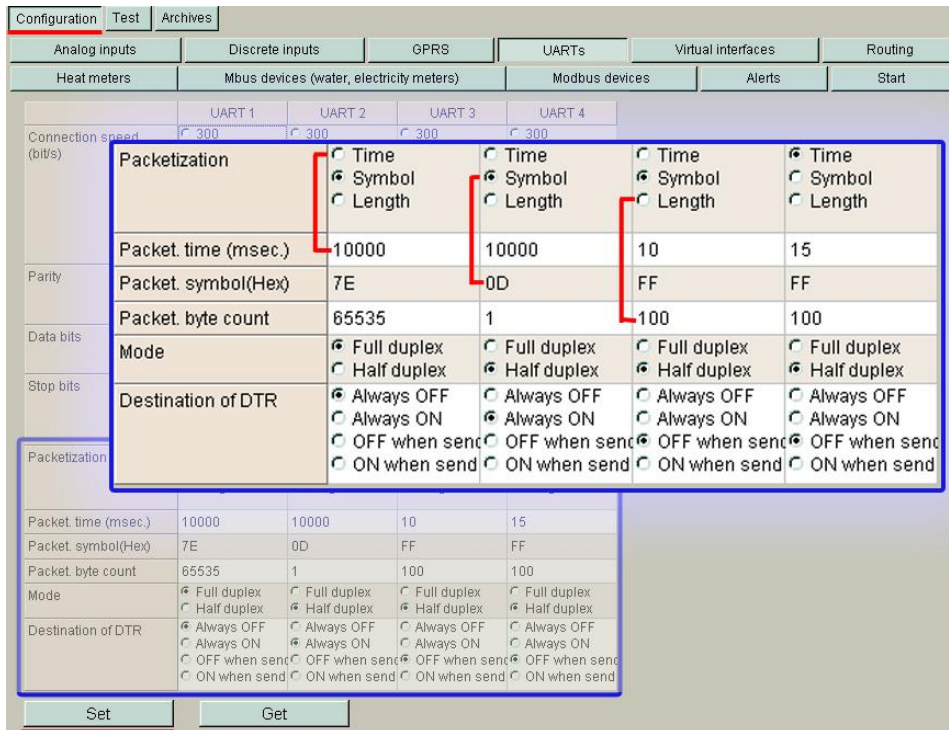 Configuration Test Archives
Analog inputs Discrete inputs GPRS UARTs Virtual interfaces Routing
Heat meters Mbus devices (water, electricity meters) Modbus devices Alerts Start
UART 1 UART 2 UART 3 UART 4
Connection speed 300 300 300 300
(bit/s)
Packetization Time Time Time Time
Symbol Symbol Symbol Symbol
Length Length Length Length
Packet. time (msec.) 10000 10000 10 15
Packet. symbol(Hex) 7E 0D FF FF
Packet. byte count 65535 1 100 100
Mode Full duplex Full duplex Full duplex Full duplex
Half duplex Half duplex Half duplex Half duplex
Destination of DTR Always OFF Always OFF Always OFF Always OFF
Always ON Always ON Always ON Always ON
OFF when send OFF when send OFF when send OFF when send
ON when send ON when send ON when send ON when send
Parity
Data bits
Stop bits
Packetization
Packet. time (msec.) 10000 10000 10 15
Packet. symbol(Hex) 7E 0D FF FF
Packet. byte count 65535 1 100 100
Mode Full duplex Full duplex Full duplex Full duplex
Half duplex Half duplex Half duplex Half duplex
Destination of DTR Always OFF Always OFF Always OFF Always OFF
Always ON Always ON Always ON Always ON
OFF when send OFF when send OFF when send OFF when send
ON when send ON when send ON when send ON when send
Set Get